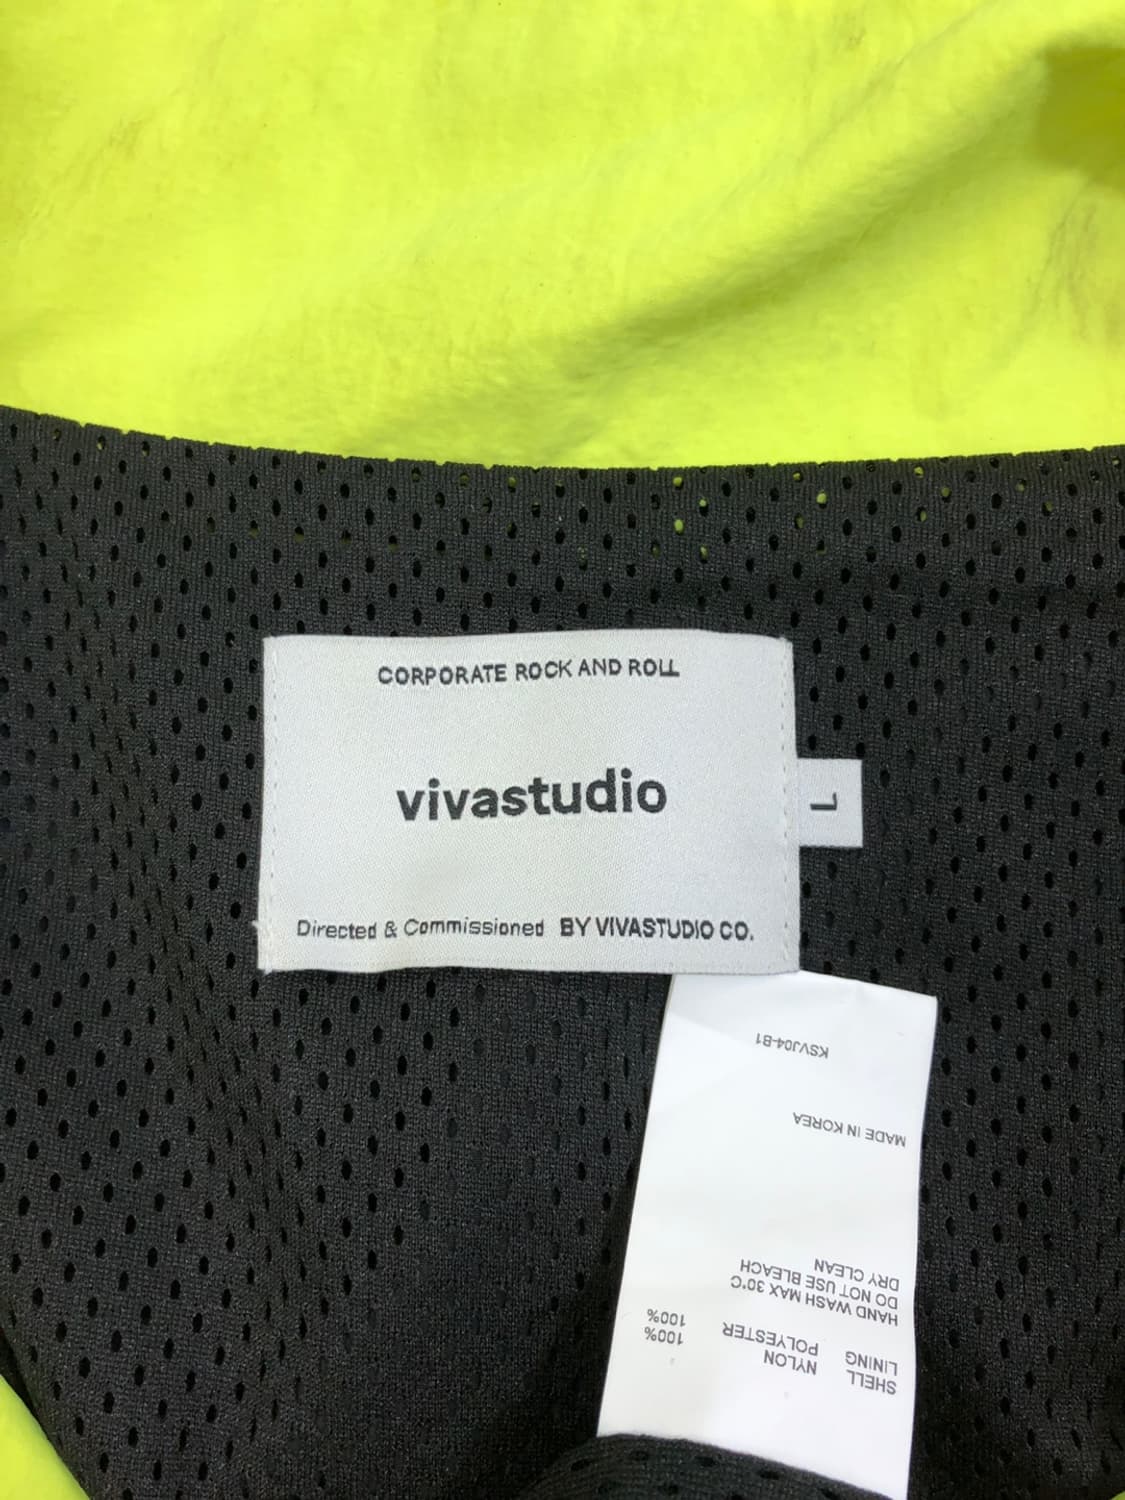 CORPORATE ROCK AND ROLL
vivastudio
Directed & Commissioned BY VIVASTUDIO CO.
L
SHELL NYLON 100%
LINING POLYESTER 100%
HAND WASH MAX 30°C
DO NOT USE BLEACH
DRY CLEAN
MADE IN KOREA
KSVJ04-B1